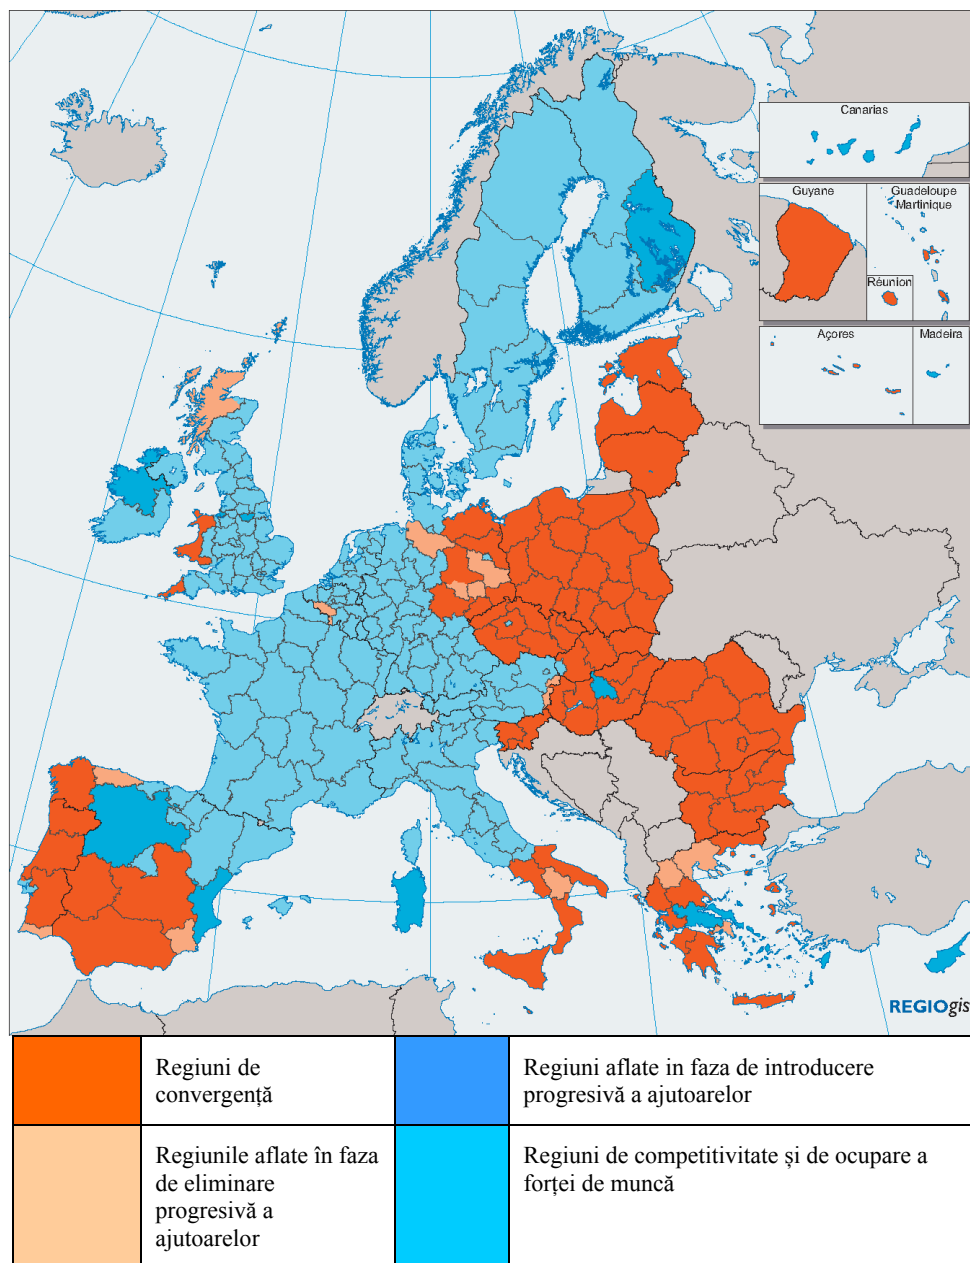 Canarias
Guyane
Guadeloupe
Martinique
Réunion
Açores
Madeira
REGIOgis
Regiuni de
convergență
Regiuni aflate in faza de introducere
progresivă a ajutoarelor
Regiunile aflate în faza
de eliminare
progresivă a
ajutoarelor
Regiuni de competitivitate și de ocupare a
forței de muncă